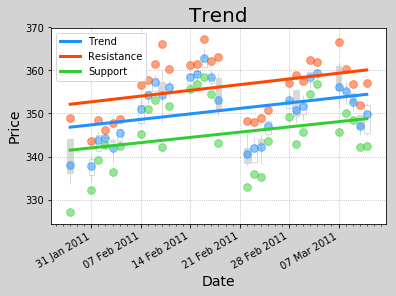 Trend
Trend
Resistance
Support
Price
370
360
350
340
330
31 Jan 2011
07 Feb 2011
14 Feb 2011
21 Feb 2011
28 Feb 2011
07 Mar 2011
Date